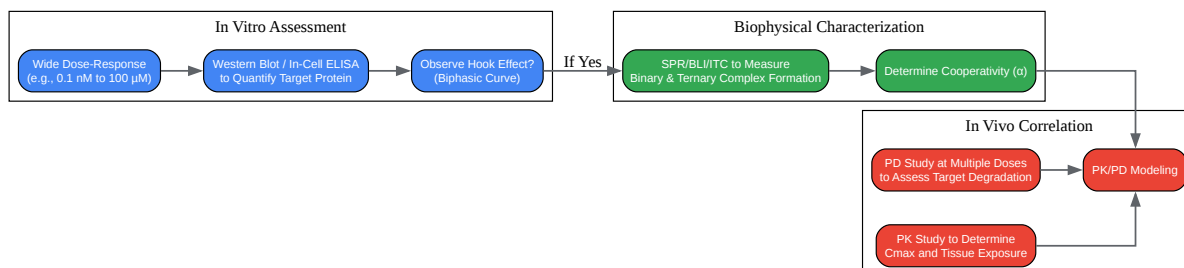 In Vitro Assessment
Wide Dose-Response
(e.g., 0.1 nM to 100 µM)
Western Blot / In-Cell ELISA
to Quantify Target Protein
Observe Hook Effect?
(Biphasic Curve)
If Yes
Biophysical Characterization
SPR/BLI/ITC to Measure
Binary & Ternary Complex Formation
Determine Cooperativity (α)
In Vivo Correlation
PD Study at Multiple Doses
to Assess Target Degradation
PK/PD Modeling
PK Study to Determine
Cmax and Tissue Exposure